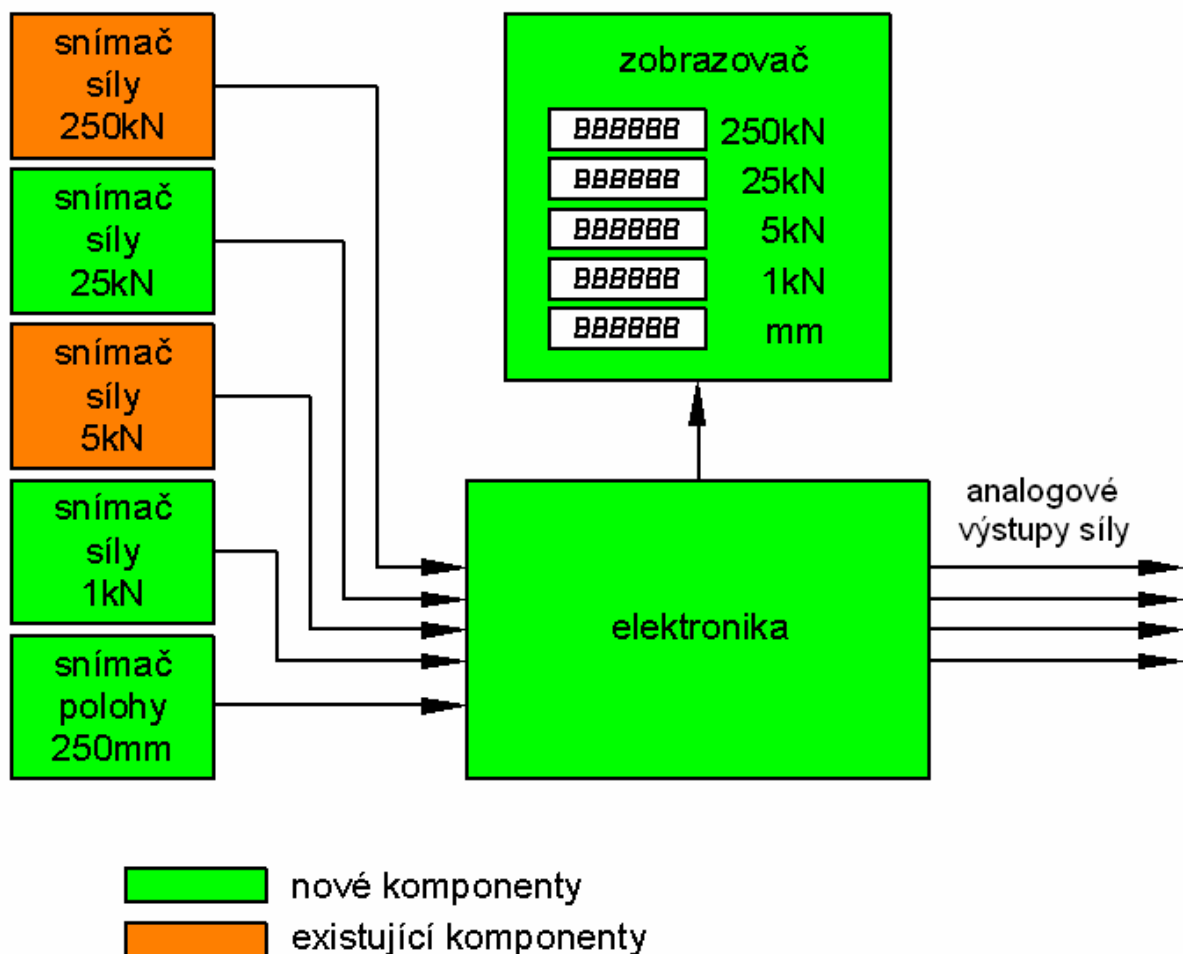 snímač
síly
250kN
snímač
síly
25kN
snímač
síly
5kN
snímač
síly
1kN
snímač
polohy
250mm
zobrazovač
888888 250kN
888888 25kN
888888 5kN
888888 1kN
888888 mm
elektronika
analogové
výstupy síly
nové komponenty
existující komponenty